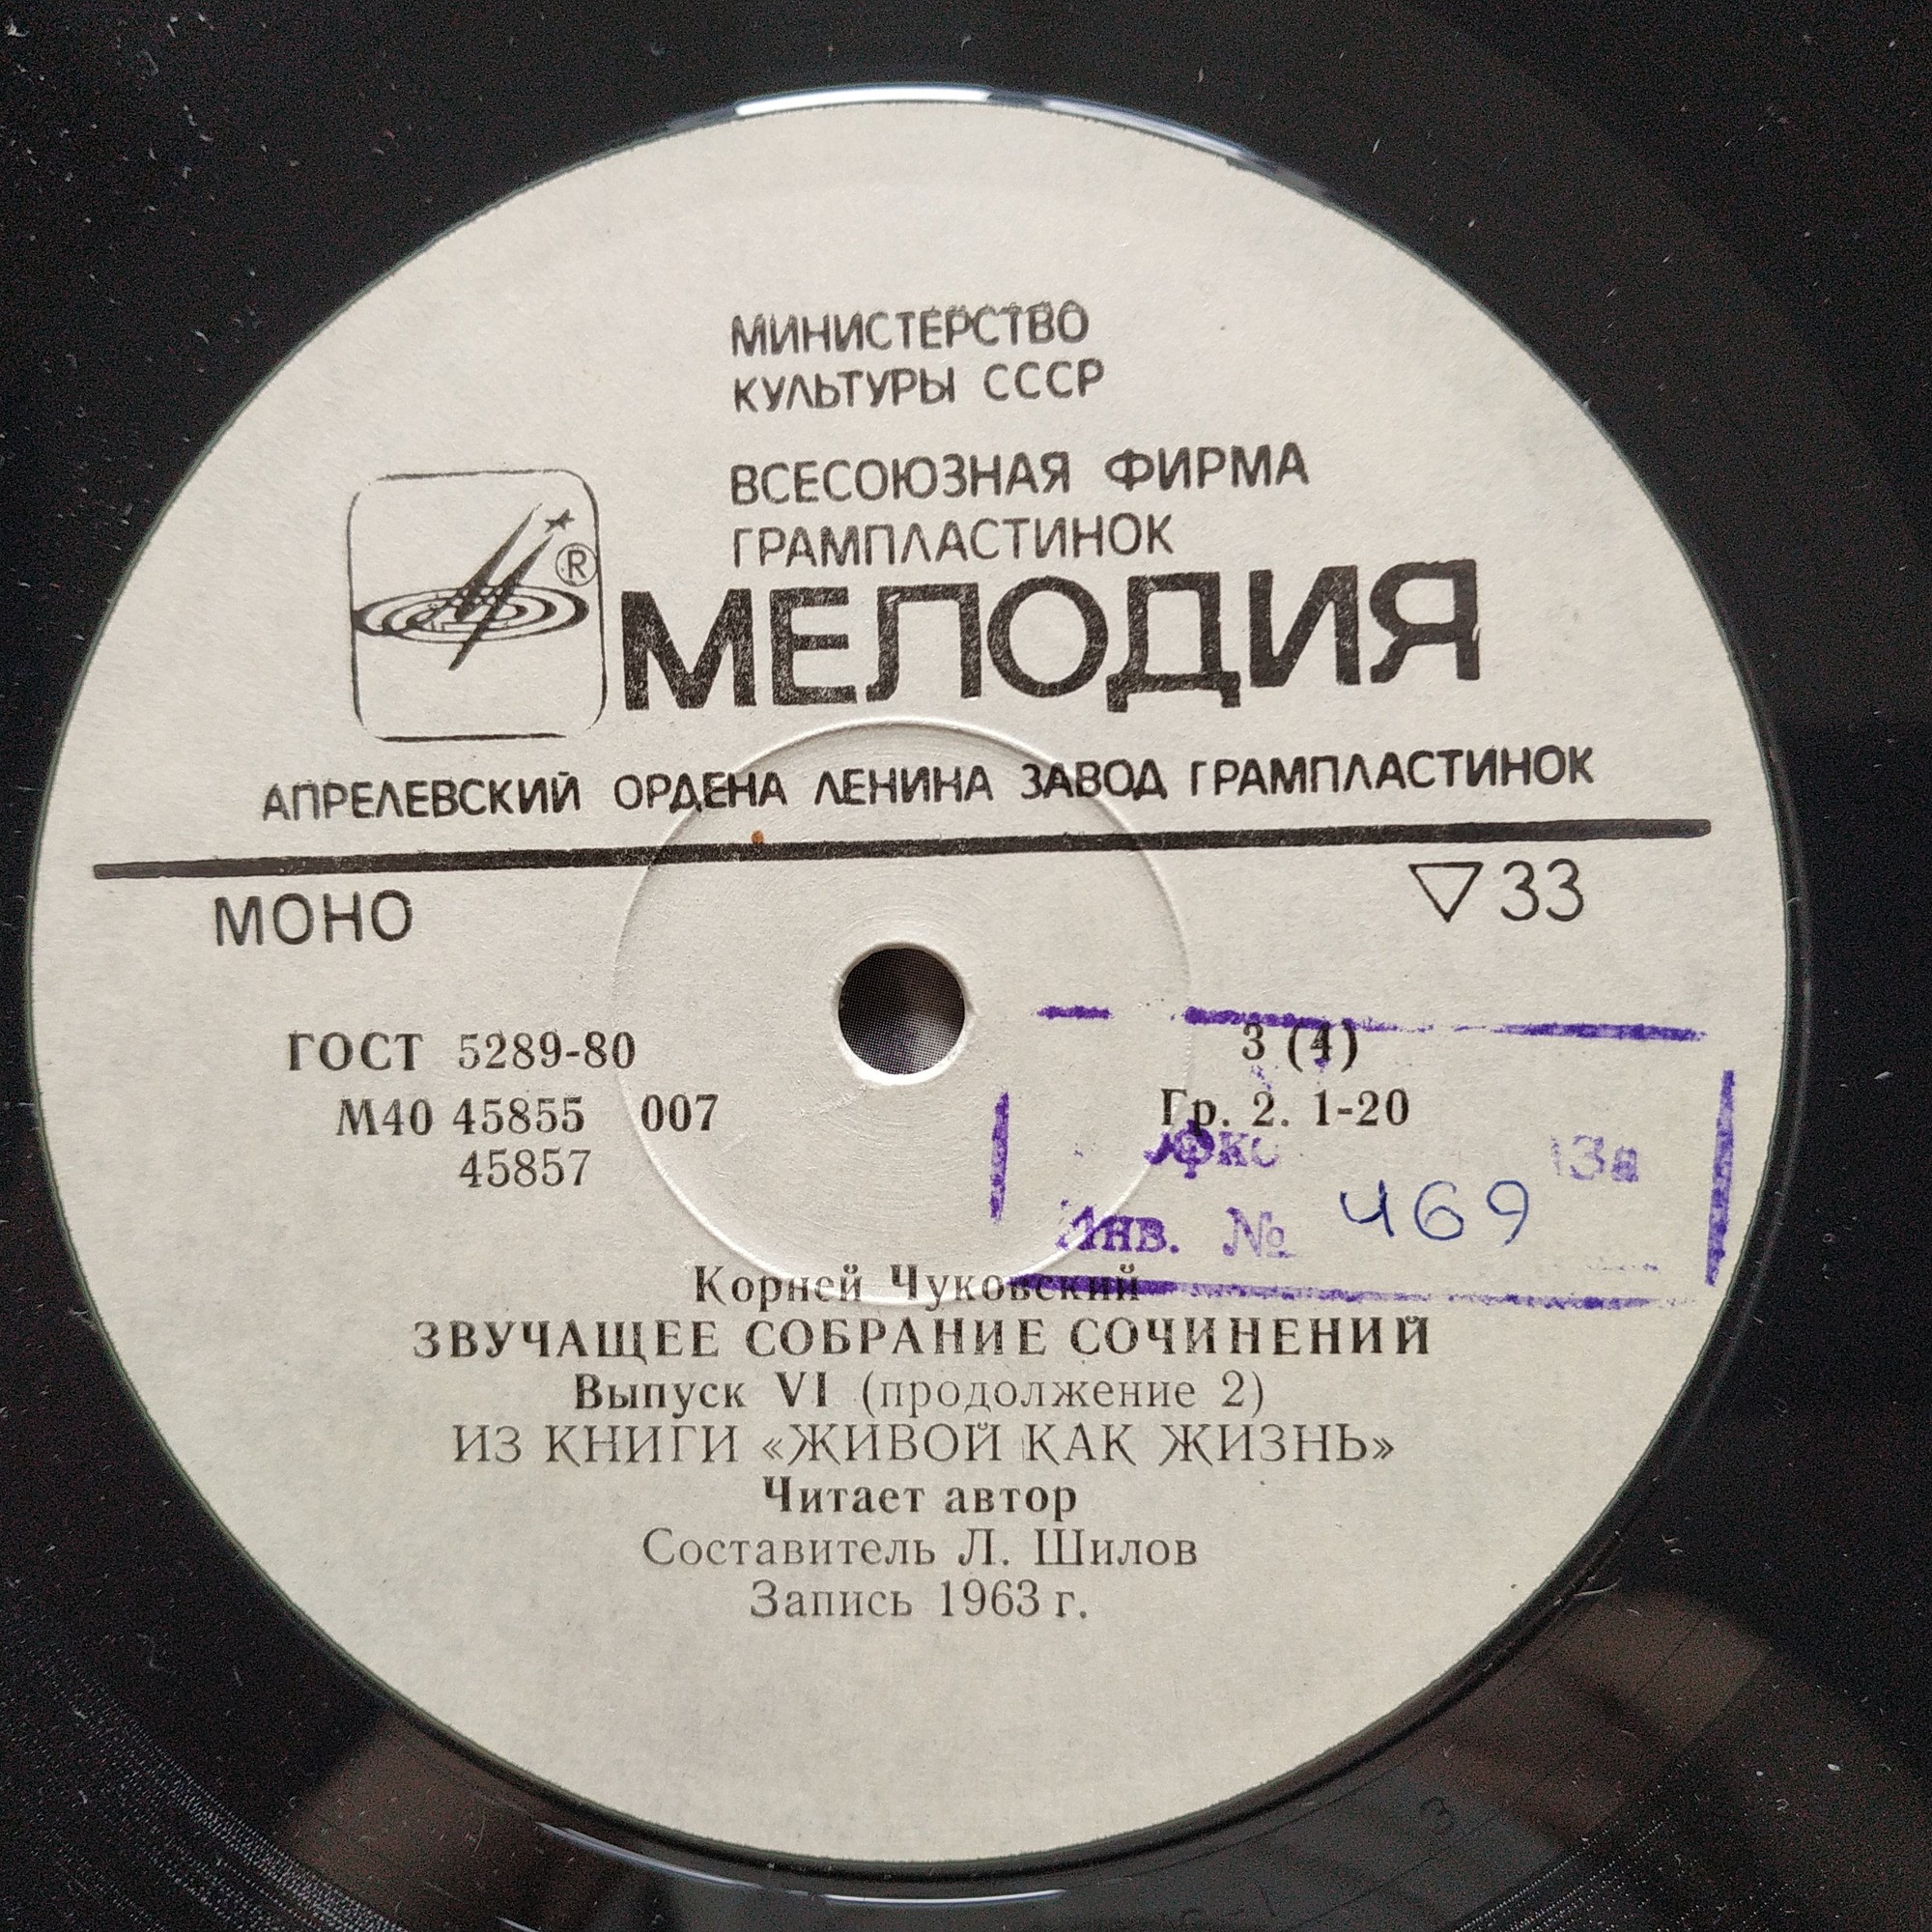 МИНИСТЕРСТВО
КУЛЬТУРЫ СССР
ВСЕСОЮЗНАЯ ФИРМА
ГРАМПЛАСТИНОК
®
МЕЛОДИЯ
АПРЕЛЕВСКИЙ ОРДЕНА ЛЕНИНА ЗАВОД ГРАМПЛАСТИНОК
МОНО
▽ 33
ГОСТ 5289-80
3 (4)
М40 45855 007
Гр. 2. 1-20
45857
Инв. № 469
Корней Чуковский
ЗВУЧАЩЕЕ СОБРАНИЕ СОЧИНЕНИЙ
Выпуск VI (продолжение 2)
ИЗ КНИГИ «ЖИВОЙ КАК ЖИЗНЬ»
Читает автор
Составитель Л. Шилов
Запись 1963 г.